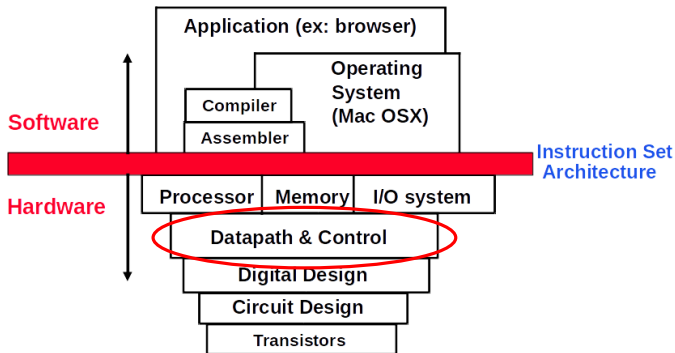 Application (ex: browser)
Operating
System
(Mac OSX)
Compiler
Assembler
Software
Instruction Set
Architecture
Hardware
Processor
Memory
I/O system
Datapath & Control
Digital Design
Circuit Design
Transistors